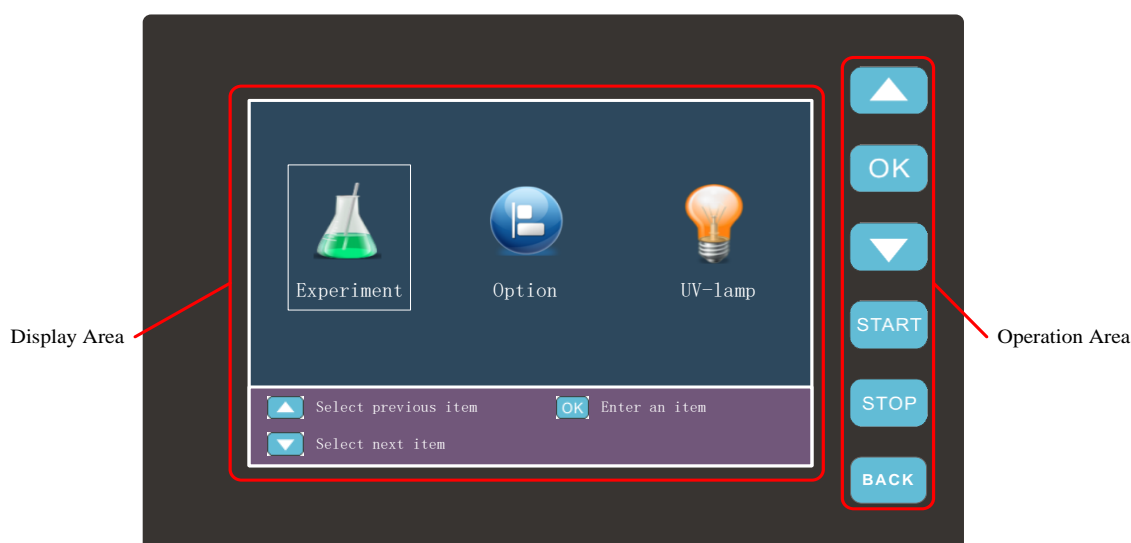 OK
Experiment
Option
UV-lamp
START
Display Area
Operation Area
Select previous item
OK Enter an item
STOP
Select next item
BACK